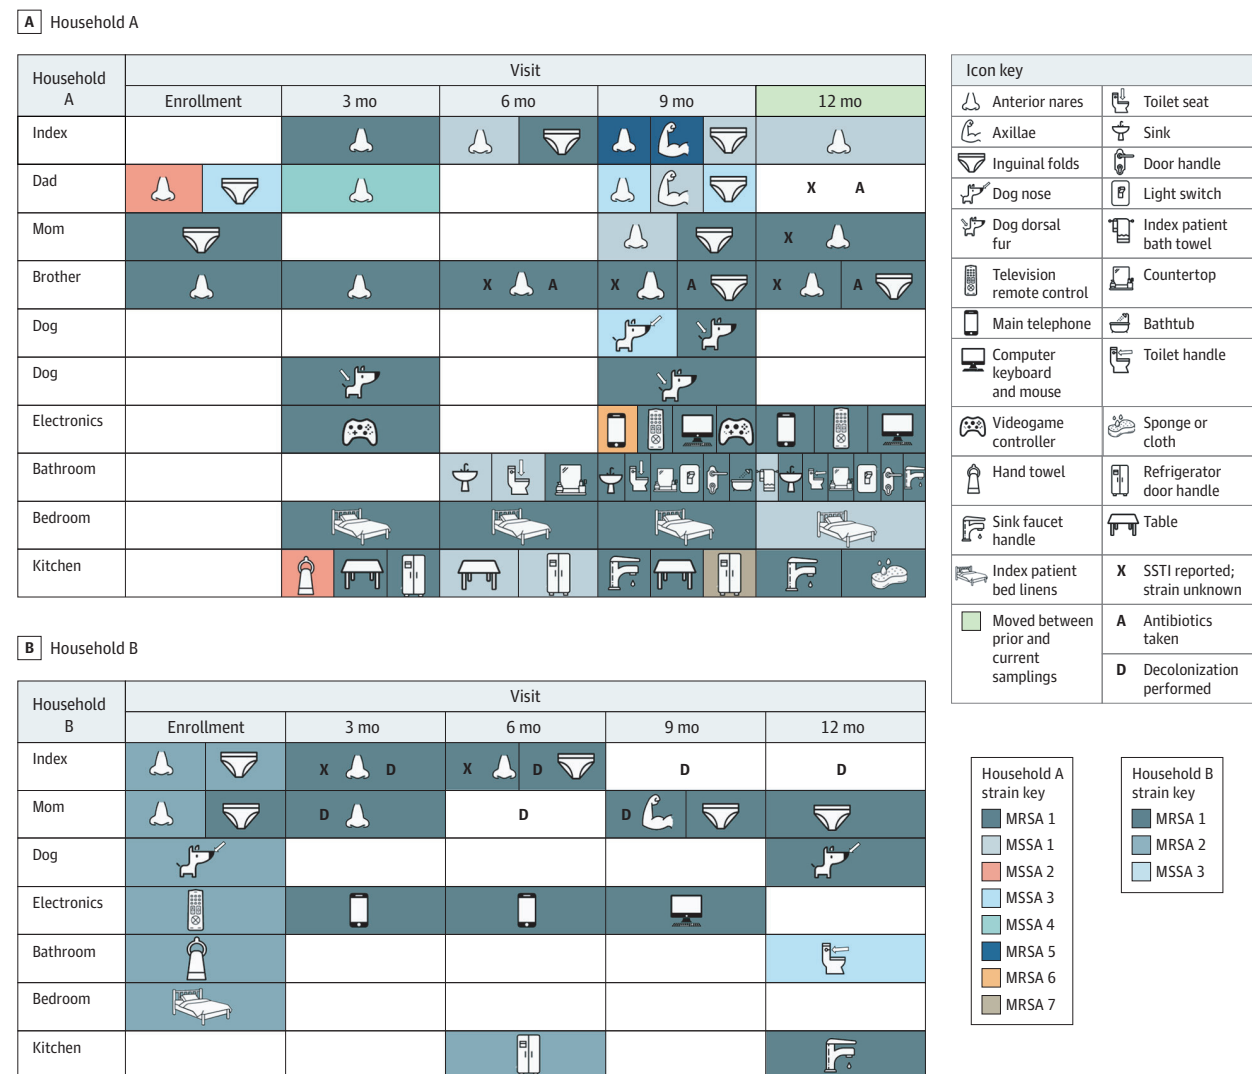 A Household A
Household
A
Visit
Enrollment 3 mo 6 mo 9 mo 12 mo
Index
Dad X A
Mom X
Brother X A X A X A
Dog
Dog
Electronics
Bathroom
Bedroom
Kitchen
B Household B
Household
B
Visit
Enrollment 3 mo 6 mo 9 mo 12 mo
Index X D X D D D
Mom D D D
Dog
Electronics
Bathroom
Bedroom
Kitchen
Icon key
Anterior nares
Toilet seat
Axillae
Sink
Inguinal folds
Door handle
Dog nose
Light switch
Dog dorsal
fur
Index patient
bath towel
Television
remote control
Countertop
Main telephone
Bathtub
Computer
keyboard
and mouse
Toilet handle
Videogame
controller
Sponge or
cloth
Hand towel
Refrigerator
door handle
Sink faucet
handle
Table
Index patient
bed linens
X SSTI reported;
strain unknown
Moved between
prior and
current
samplings
A Antibiotics
taken
D Decolonization
performed
Household A
strain key
MRSA 1
MSSA 1
MSSA 2
MSSA 3
MSSA 4
MRSA 5
MRSA 6
MRSA 7
Household B
strain key
MRSA 1
MRSA 2
MSSA 3